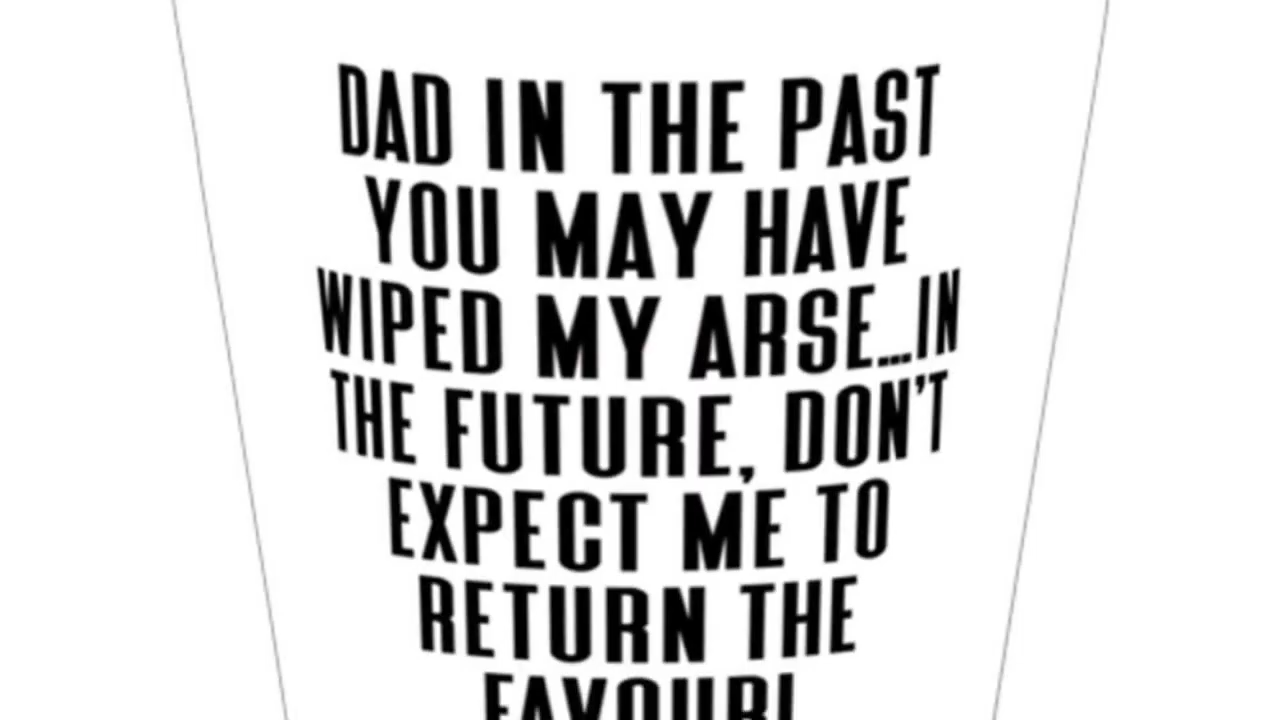 DAD IN THE PAST
YOU MAY HAVE
WIPED MY ARSE...IN
THE FUTURE, DON'T
EXPECT ME TO
RETURN THE
FAVOUR!